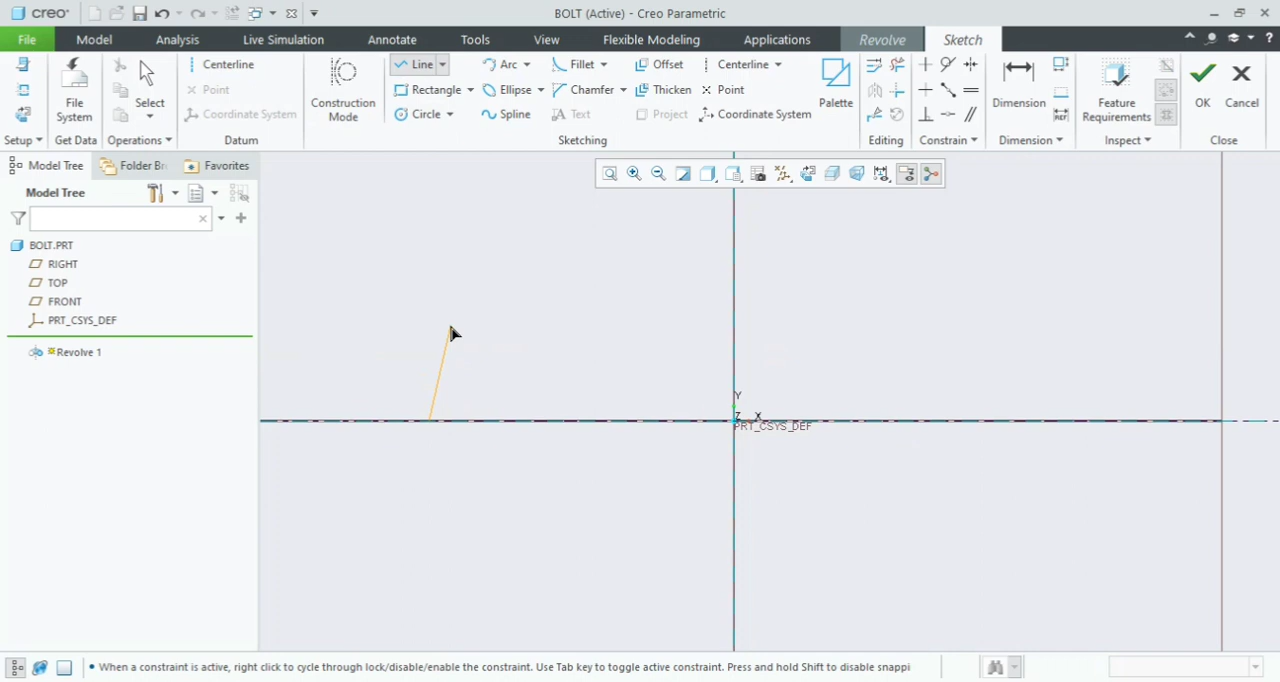 creo® BOLT (Active) - Creo Parametric
File Model Analysis Live Simulation Annotate Tools View Flexible Modeling Applications Revolve Sketch
Centerline Line Arc Fillet Offset Centerline
File System Select Point Construction Mode Rectangle Ellipse Chamfer Thicken Point Palette Dimension Feature Requirements OK Cancel
Coordinate System Circle Spline Text Project Coordinate System REF
Setup Get Data Operations Datum Sketching Editing Constrain Dimension Inspect Close
Model Tree Folder Br Favorites
Model Tree
BOLT.PRT
RIGHT
TOP
FRONT
PRT_CSYS_DEF
Revolve 1
Y
Z X
PRT_CSYS_DEF
• When a constraint is active, right click to cycle through lock/disable/enable the constraint. Use Tab key to toggle active constraint. Press and hold Shift to disable snappi